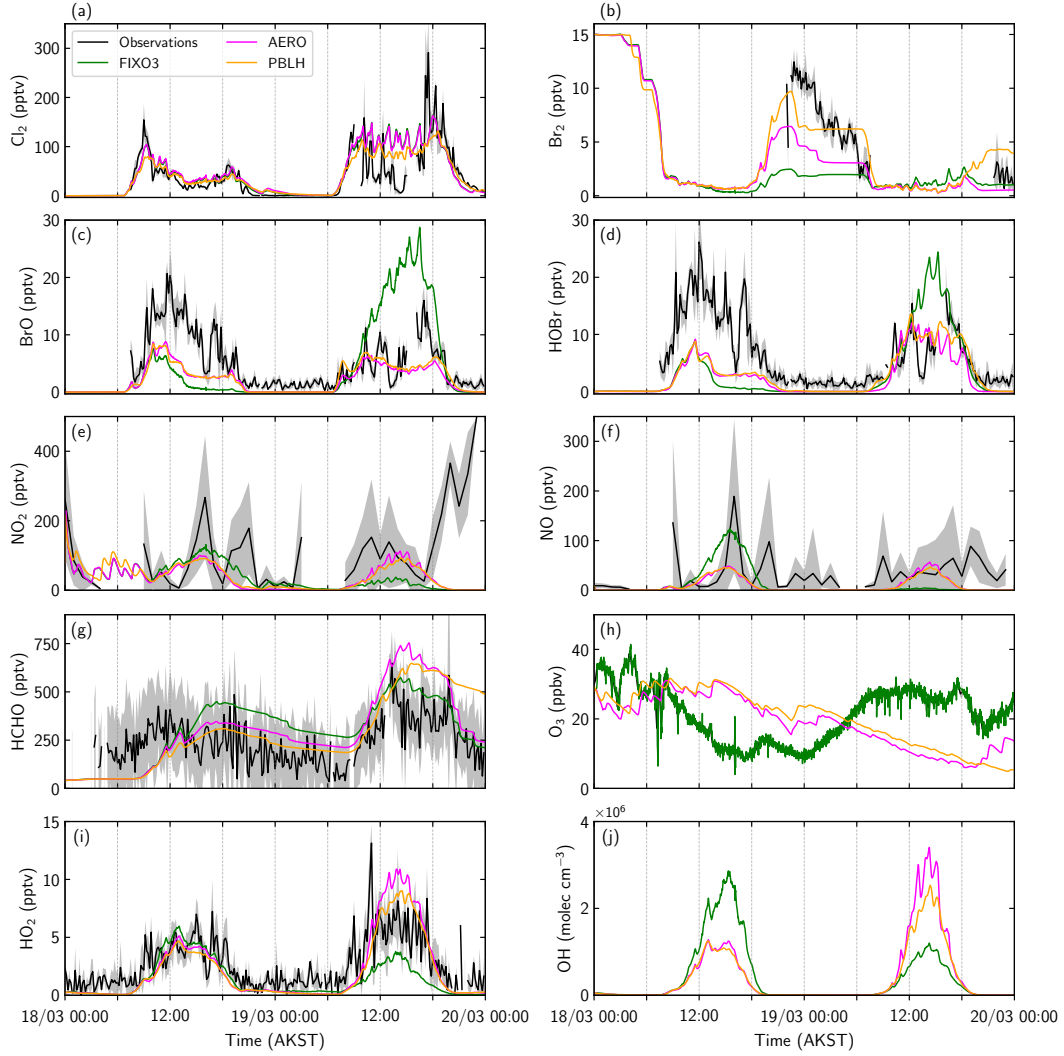 (a)
(b)
Observations
FIXO3
AERO
PBLH
300
200
100
0
Cl2 (pptv)
15
10
5
0
Br2 (pptv)
(c)
(d)
30
20
10
0
BrO (pptv)
30
20
10
0
HOBr (pptv)
(e)
(f)
400
200
0
NO2 (pptv)
300
200
100
0
NO (pptv)
(g)
(h)
750
500
250
0
HCHO (pptv)
40
20
0
O3 (ppbv)
(i)
(j)
15
10
5
0
HO2 (pptv)
×10^6
4
2
0
OH (molec cm−3)
18/03 00:00
12:00
19/03 00:00
12:00
20/03 00:00
Time (AKST)
18/03 00:00
12:00
19/03 00:00
12:00
20/03 00:00
Time (AKST)